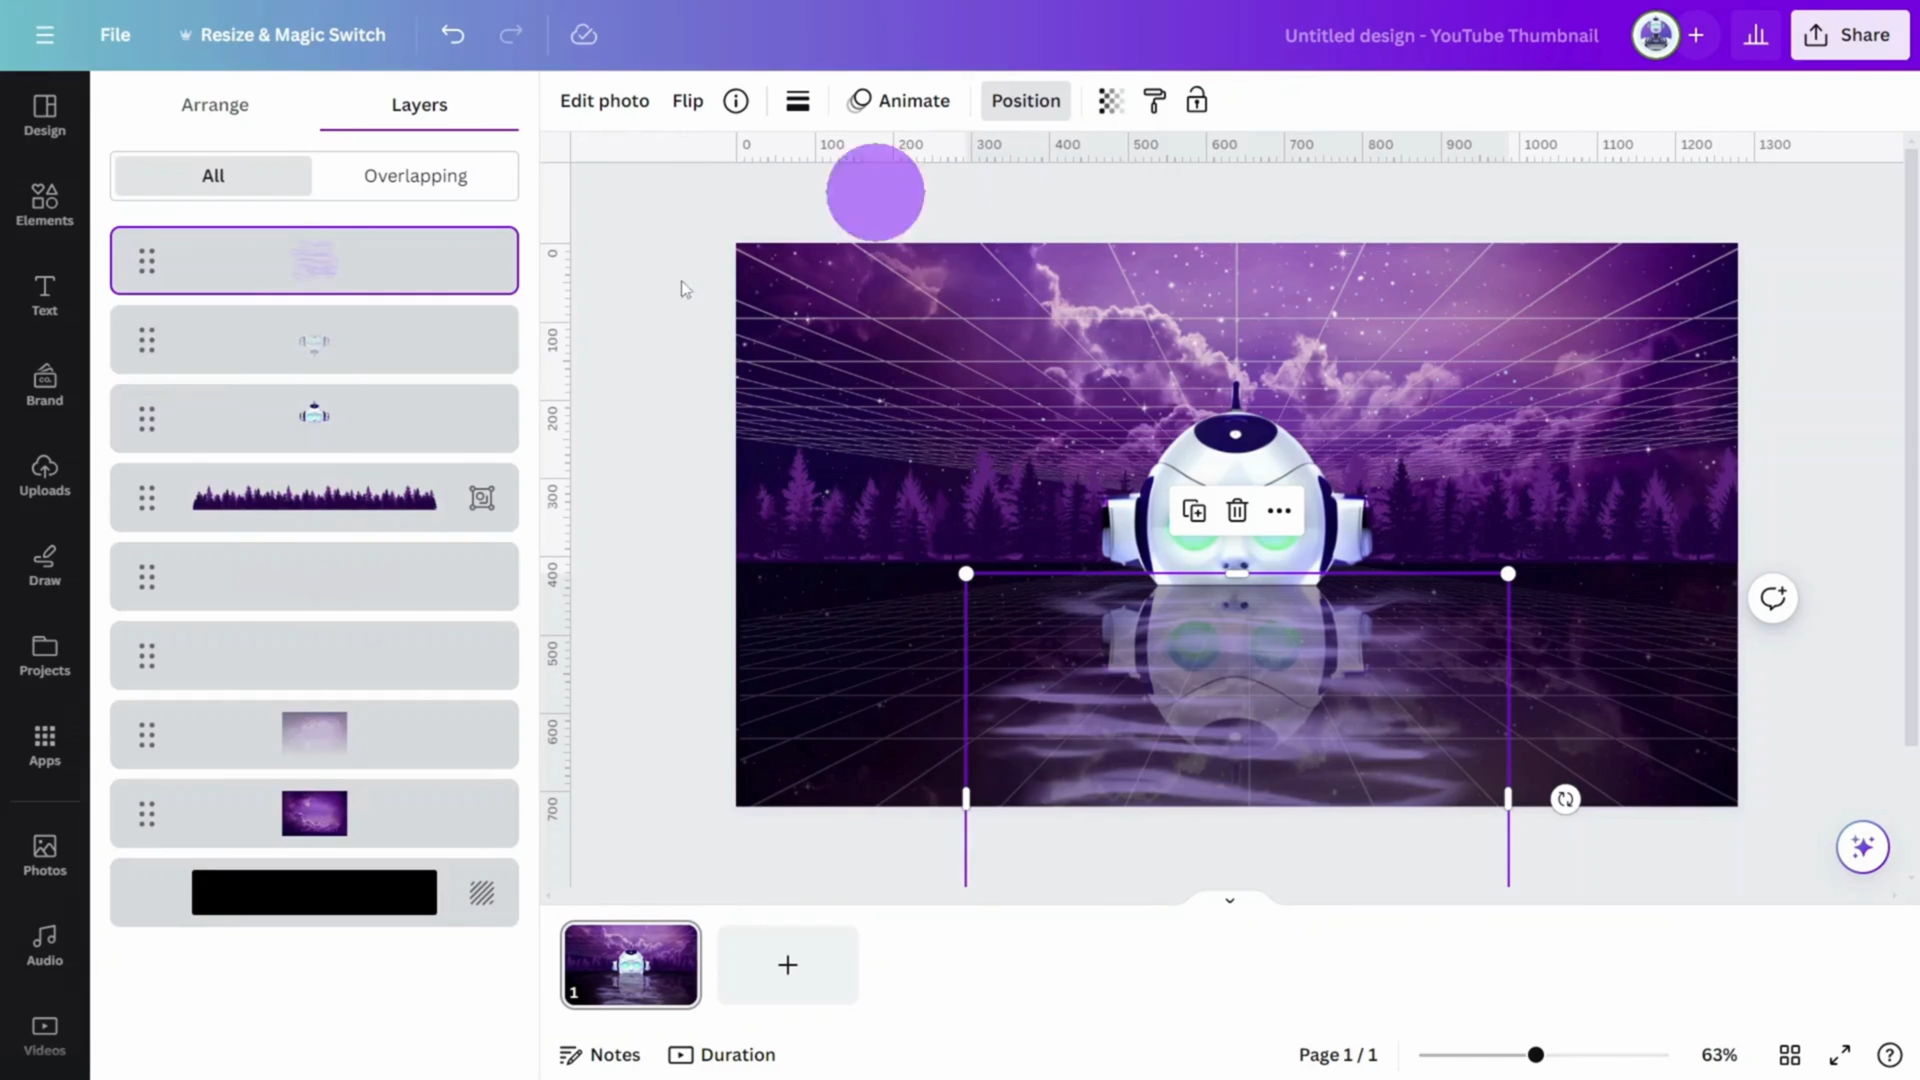 File
Resize & Magic Switch
Untitled design - YouTube Thumbnail
Share
Design
Elements
Text
Brand
CO.
Uploads
Draw
Projects
Apps
Photos
Audio
Videos
Arrange
Layers
All
Overlapping
Edit photo
Flip
Animate
Position
0 100 200 300 400 500 600 700 800 900 1000 1100 1200 1300
0
100
200
300
400
500
600
700
1
Notes
Duration
Page 1 / 1
63%